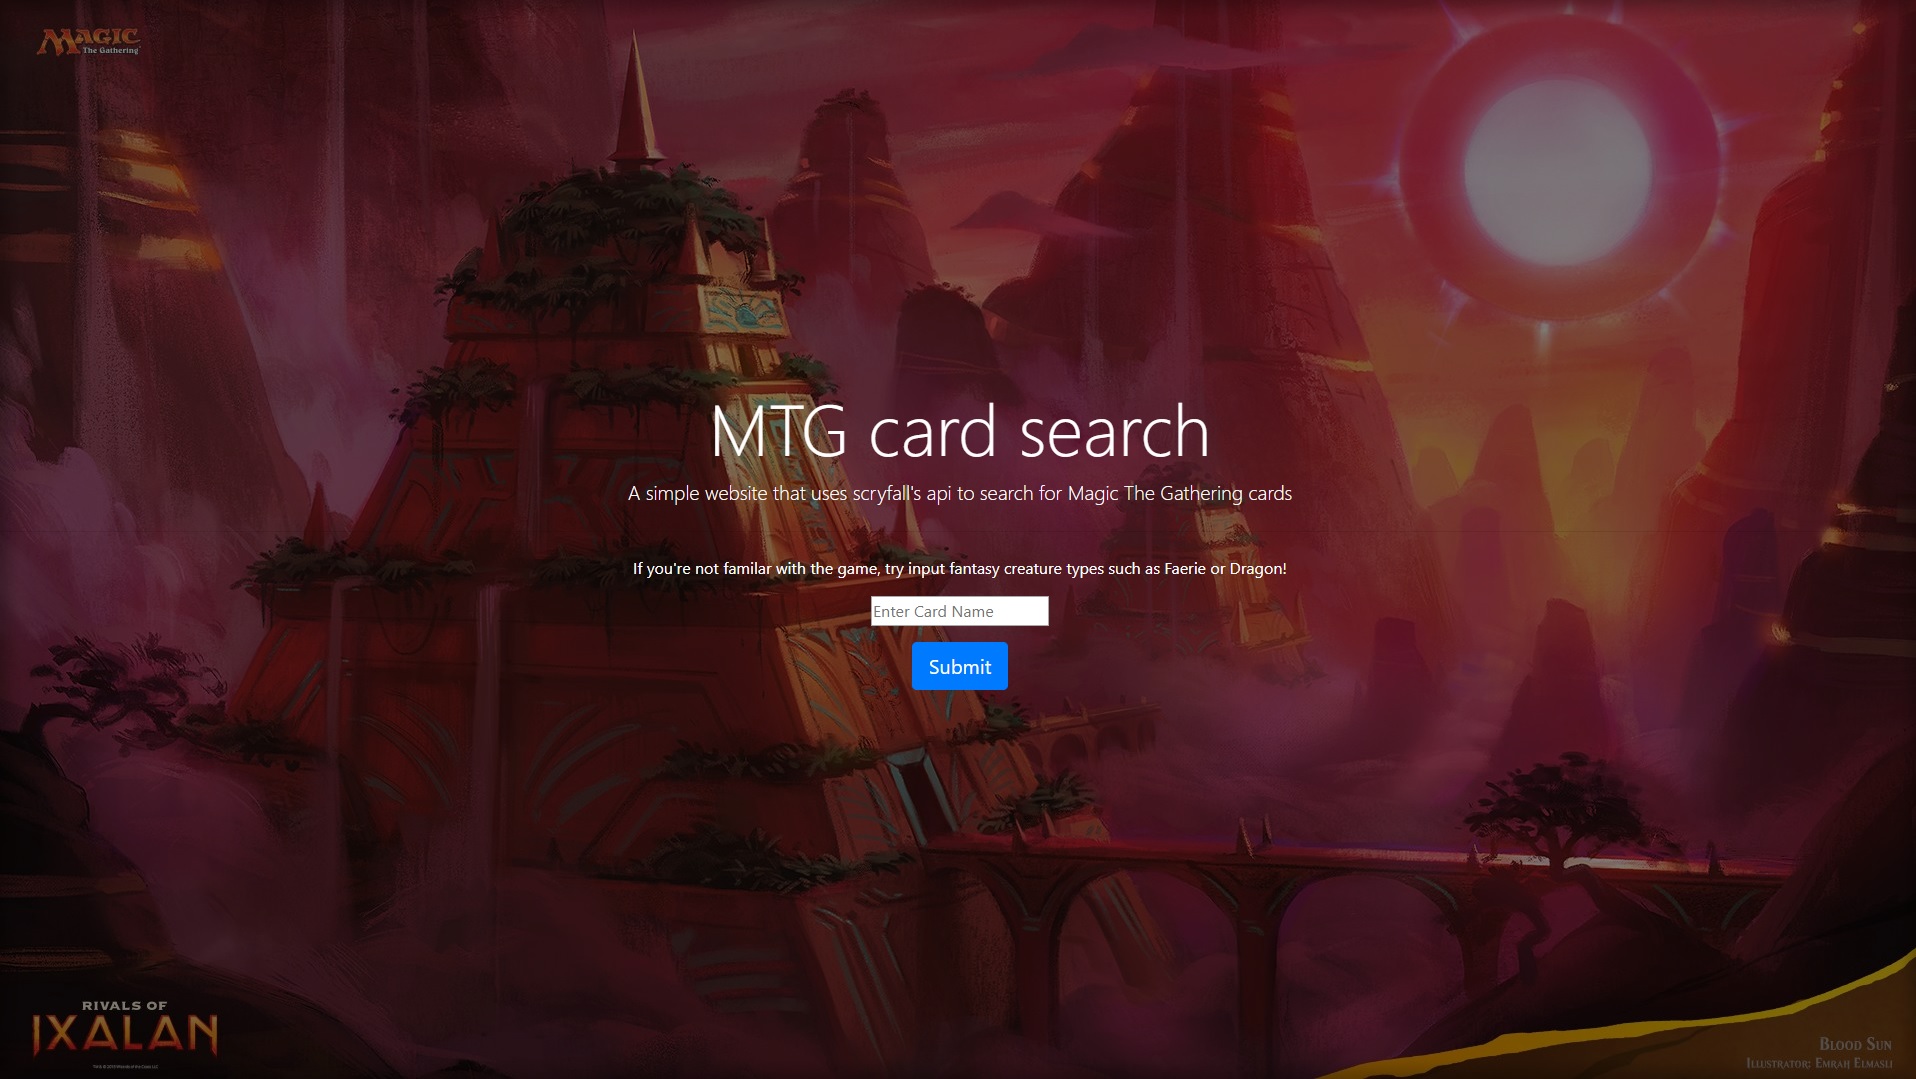 MAGIC
The Gathering
MTG card search
A simple website that uses scryfall's api to search for Magic The Gathering cards
If you're not familar with the game, try input fantasy creature types such as Faerie or Dragon!
Enter Card Name
Submit
RIVALS OF
IXALAN
Blood Sun
Illustrator: Emrah Elmasli